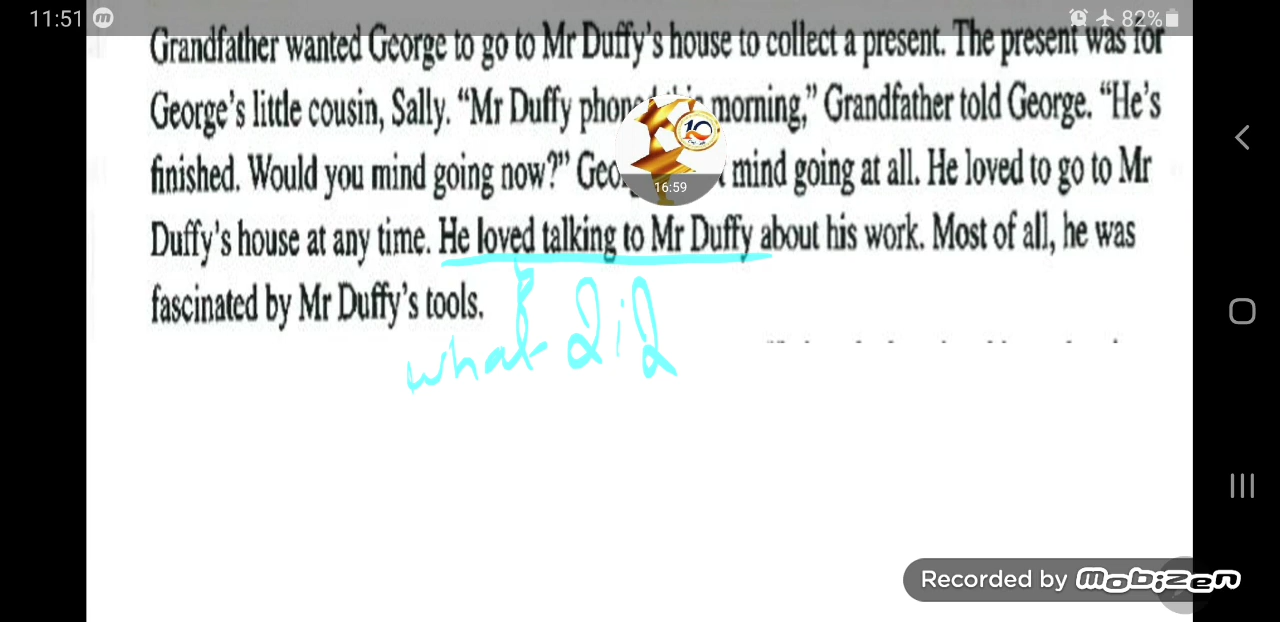 11:51 m 82%
Grandfather wanted George to go to Mr Duffy's house to collect a present. The present was for
George's little cousin, Sally. "Mr Duffy morning," Grandfather told George. "He's
10
finished. Would you mind going now?" mind going at all. He loved to go to Mr
16:59
Duffy's house at any time. He loved talking to Mr Duffy about his work. Most of all, he was
fascinated by Mr Duffy's tools.
what
Recorded by Mobizen